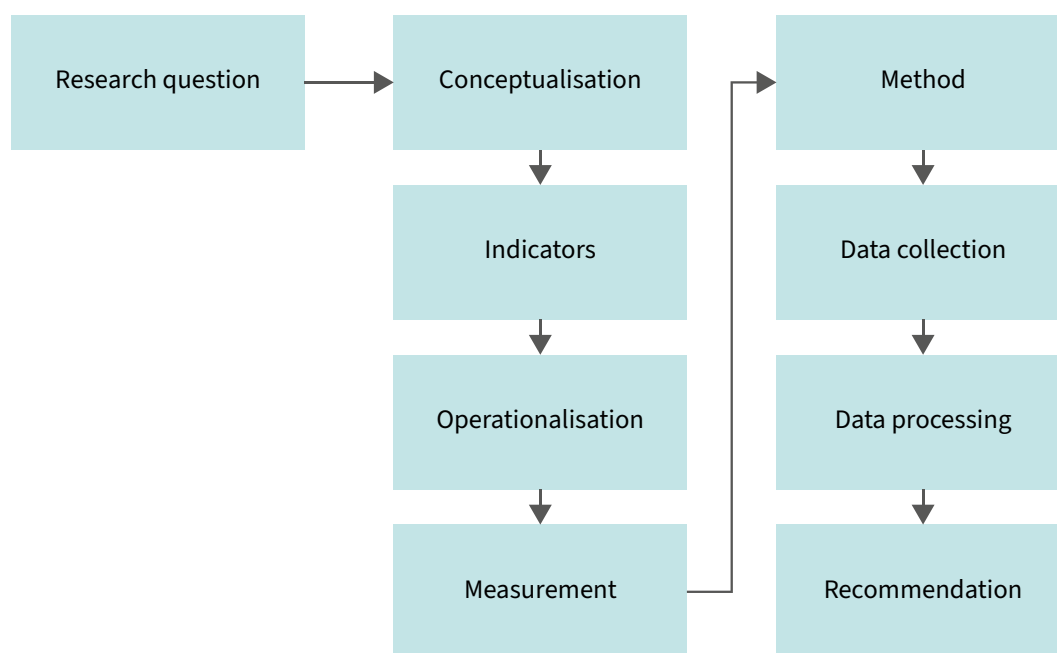 Research question
Conceptualisation
Indicators
Operationalisation
Measurement
Method
Data collection
Data processing
Recommendation